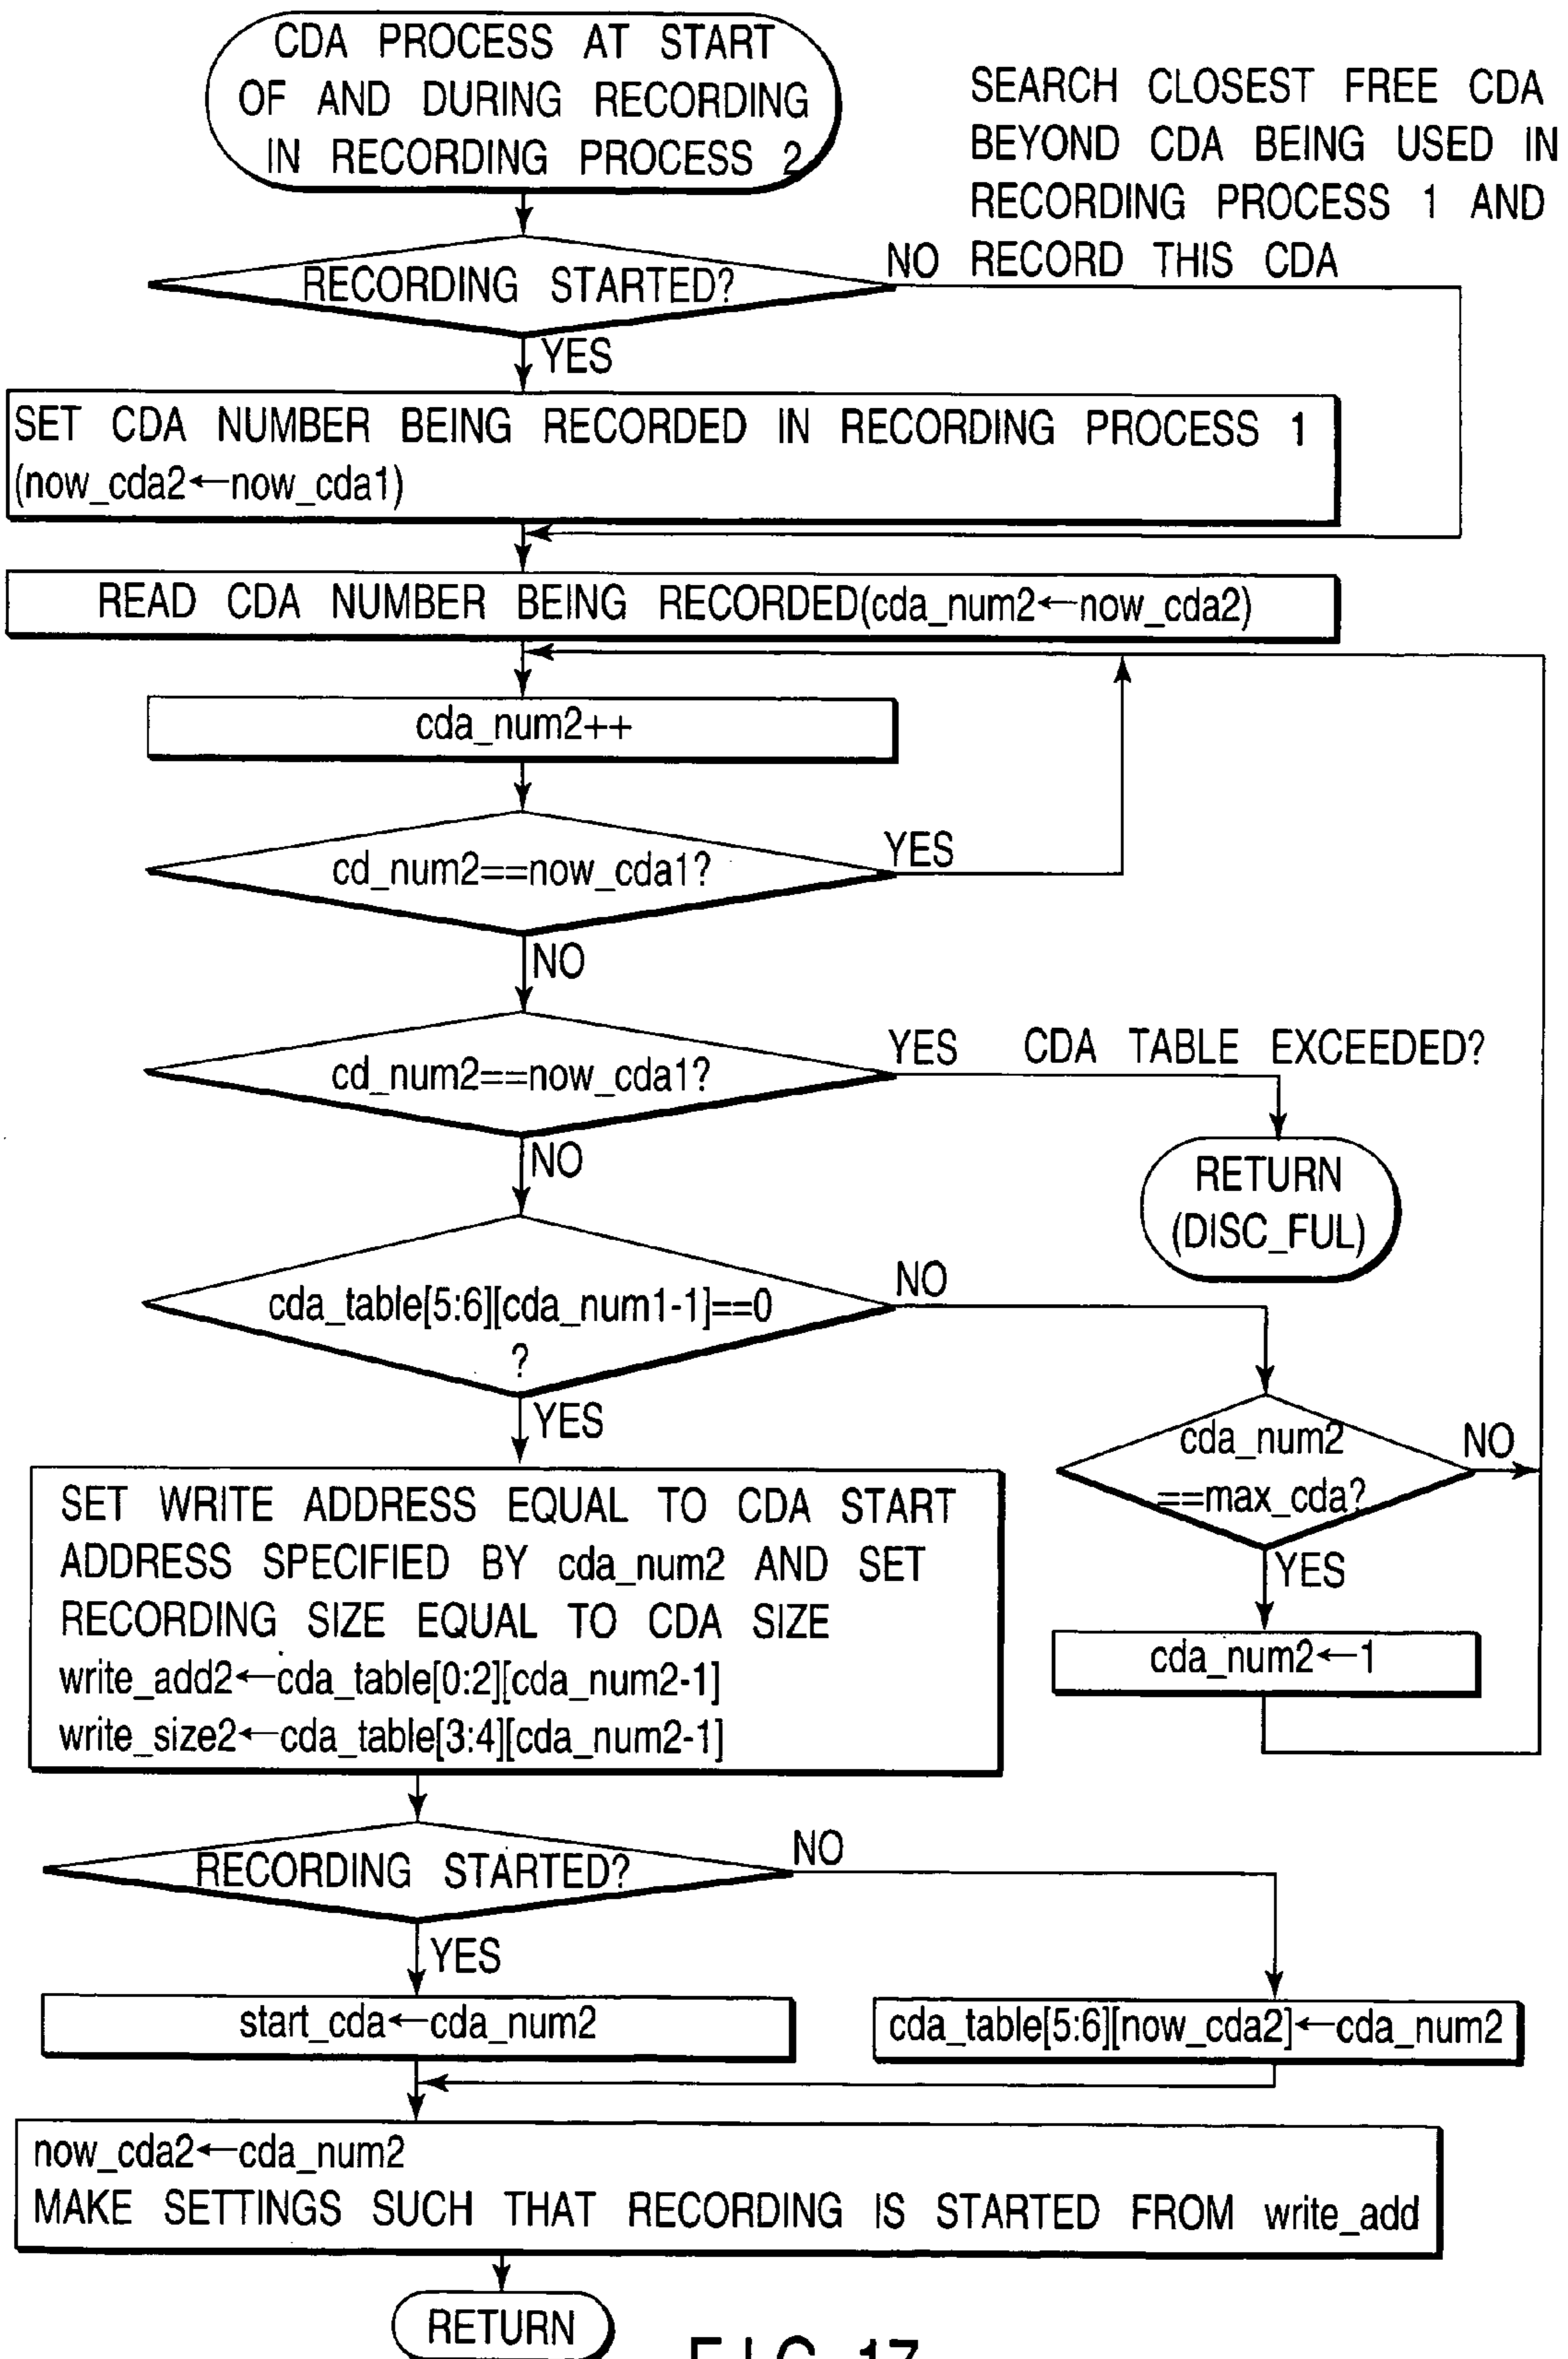 CDA PROCESS AT START
OF AND DURING RECORDING
IN RECORDING PROCESS 2
SEARCH CLOSEST FREE CDA
BEYOND CDA BEING USED IN
RECORDING PROCESS 1 AND
RECORD THIS CDA
NO
RECORDING STARTED?
YES
SET CDA NUMBER BEING RECORDED IN RECORDING PROCESS 1
(now_cda2←now_cda1)
READ CDA NUMBER BEING RECORDED(cda_num2←now_cda2)
cda_num2++
cd_num2==now_cda1?
YES
NO
cd_num2==now_cda1?
YES CDA TABLE EXCEEDED?
NO
RETURN
(DISC_FUL)
cda_table[5:6][cda_num1-1]==0
?
NO
YES
cda_num2
==max_cda?
NO
YES
cda_num2←1
SET WRITE ADDRESS EQUAL TO CDA START
ADDRESS SPECIFIED BY cda_num2 AND SET
RECORDING SIZE EQUAL TO CDA SIZE
write_add2←cda_table[0:2][cda_num2-1]
write_size2←cda_table[3:4][cda_num2-1]
RECORDING STARTED?
NO
YES
start_cda←cda_num2
cda_table[5:6][now_cda2]←cda_num2
now_cda2←cda_num2
MAKE SETTINGS SUCH THAT RECORDING IS STARTED FROM write_add
RETURN
FIG. 17